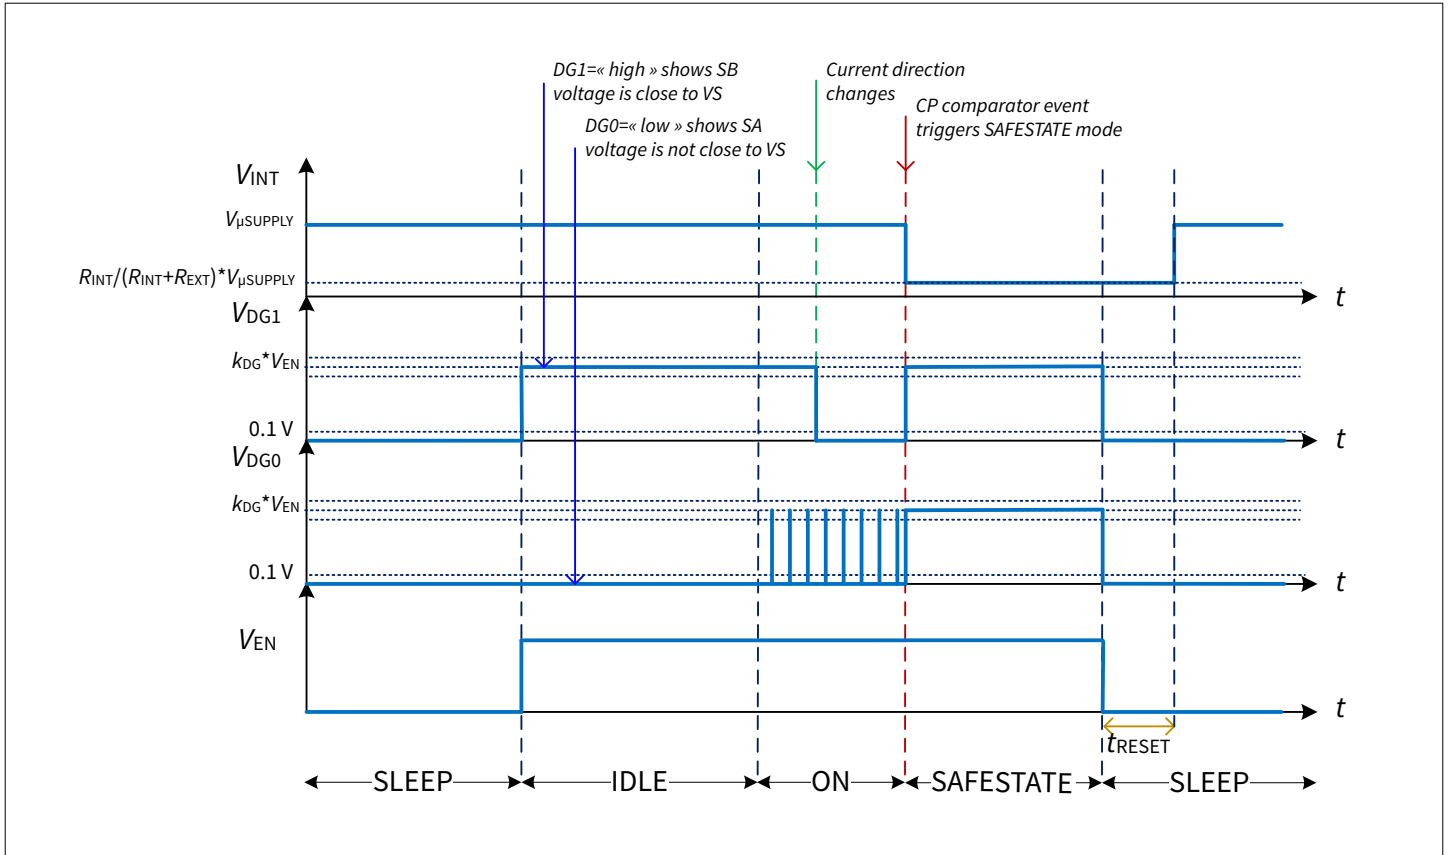 DG1=« high » shows SB
voltage is close to VS
Current direction
changes
CP comparator event
triggers SAFESTATE mode
DG0=« low » shows SA
voltage is not close to VS
VINT
VµSUPPLY
RINT/(RINT+REXT)*VµSUPPLY
t
VDG1
kDG*VEN
0.1 V
t
VDG0
kDG*VEN
0.1 V
t
VEN
t
tRESET
SLEEP
IDLE
ON
SAFESTATE
SLEEP